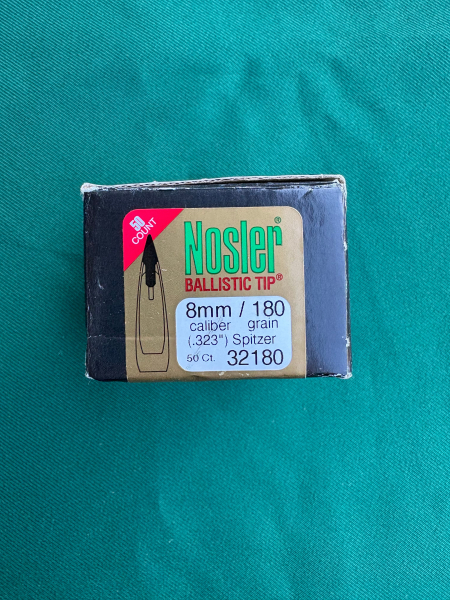 50
COUNT
Nosler®
BALLISTIC TIP®
8mm / 180
caliber grain
(.323") Spitzer
50 Ct. 32180